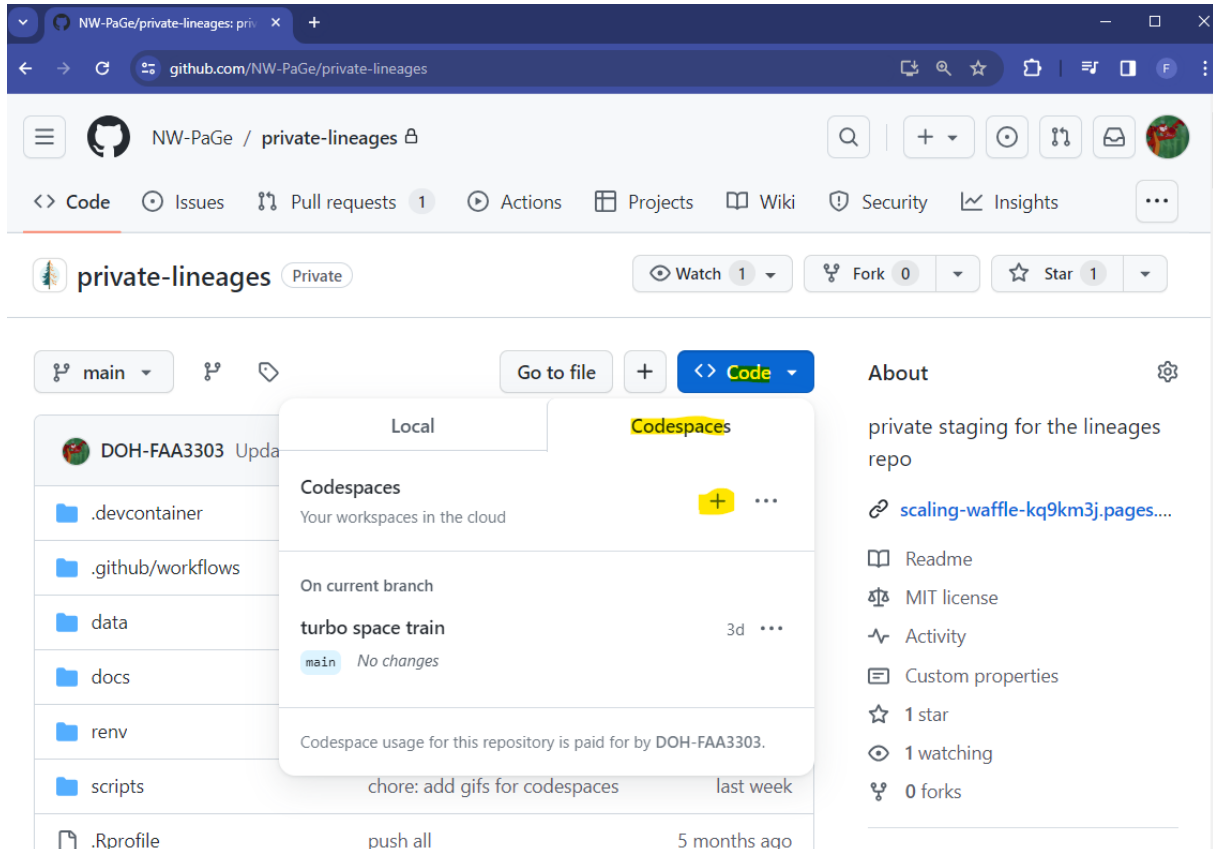 NW-PaGe/private-lineages: priv
github.com/NW-PaGe/private-lineages
F
NW-PaGe / private-lineages
Code Issues Pull requests 1 Actions Projects Wiki Security Insights
private-lineages Private
Watch 1 Fork 0 Star 1
main Go to file + Code
Local Codespaces
DOH-FAA3303 Upda
.devcontainer
.github/workflows
data
docs
renv
scripts chore: add gifs for codespaces last week
.Rprofile push all 5 months ago
Codespaces
Your workspaces in the cloud
On current branch
turbo space train 3d
main No changes
Codespace usage for this repository is paid for by DOH-FAA3303.
About
private staging for the lineages
repo
scaling-waffle-kq9km3j.pages....
Readme
MIT license
Activity
Custom properties
1 star
1 watching
0 forks